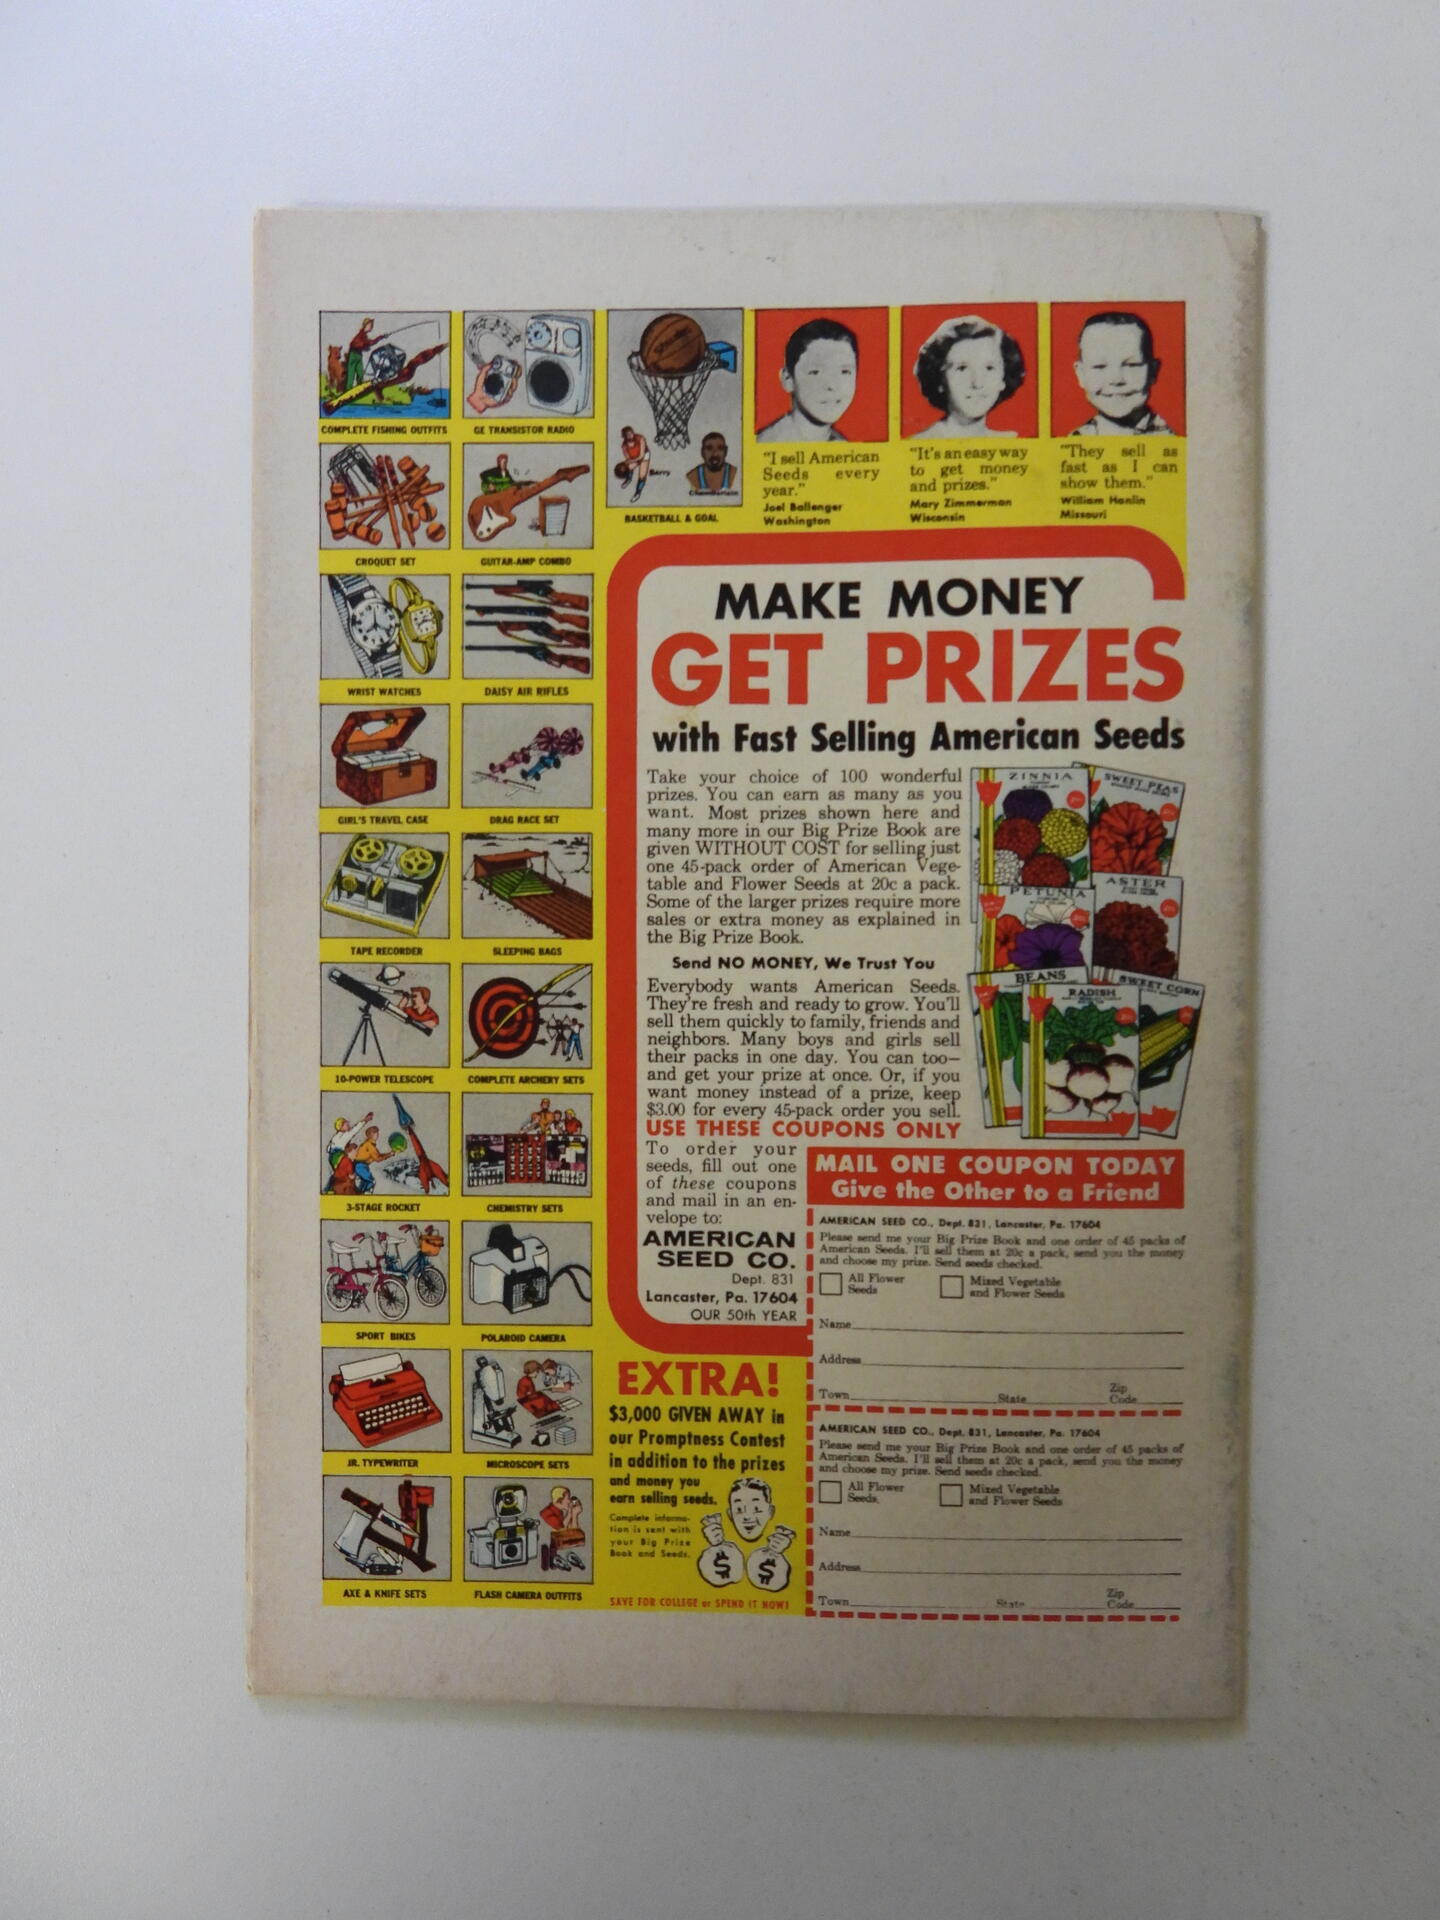 COMPLETE FISHING OUTFITS
GE TRANSISTOR RADIO
CROQUET SET
GUITAR-AMP COMBO
WRIST WATCHES
DAISY AIR RIFLES
GIRL'S TRAVEL CASE
DRAG RACE SET
TAPE RECORDER
SLEEPING BAGS
10-POWER TELESCOPE
COMPLETE ARCHERY SETS
3-STAGE ROCKET
CHEMISTRY SETS
SPORT BIKES
POLAROID CAMERA
JR. TYPEWRITER
MICROSCOPE SETS
AXE & KNIFE SETS
FLASH CAMERA OUTFITS
Barry
Chamberlain
BASKETBALL & GOAL
"I sell American
Seeds every
year."
Joel Ballenger
Washington
"It's an easy way
to get money
and prizes."
Mary Zimmerman
Wisconsin
"They sell as
fast as I can
show them."
William Hanlin
Missouri
MAKE MONEY
GET PRIZES
with Fast Selling American Seeds
Take your choice of 100 wonderful
prizes. You can earn as many as you
want. Most prizes shown here and
many more in our Big Prize Book are
given WITHOUT COST for selling just
one 45-pack order of American Vege-
table and Flower Seeds at 20c a pack.
Some of the larger prizes require more
sales or extra money as explained in
the Big Prize Book.
Send NO MONEY, We Trust You
Everybody wants American Seeds.
They're fresh and ready to grow. You'll
sell them quickly to family, friends and
neighbors. Many boys and girls sell
their packs in one day. You can too—
and get your prize at once. Or, if you
want money instead of a prize, keep
$3.00 for every 45-pack order you sell.
USE THESE COUPONS ONLY
ZINNIA
SWEET PEAS
PETUNIA
ASTER
BEANS
RADISH
SWEET CORN
To order your
seeds, fill out one
of these coupons
and mail in an en-
velope to:
AMERICAN
SEED CO.
Dept. 831
Lancaster, Pa. 17604
OUR 50th YEAR
MAIL ONE COUPON TODAY
Give the Other to a Friend
AMERICAN SEED CO., Dept. 831, Lancaster, Pa. 17604
Please send me your Big Prize Book and one order of 45 packs of
American Seeds. I'll sell them at 20c a pack, send you the money
and choose my prize. Send seeds checked.
All Flower
Seeds
Mixed Vegetable
and Flower Seeds
Name
Address
Town State Zip
Code
AMERICAN SEED CO., Dept. 831, Lancaster, Pa. 17604
Please send me your Big Prize Book and one order of 45 packs of
American Seeds. I'll sell them at 20c a pack, send you the money
and choose my prize. Send seeds checked.
All Flower
Seeds.
Mixed Vegetable
and Flower Seeds
Name
Address
Town State Zip
Code
EXTRA!
$3,000 GIVEN AWAY in
our Promptness Contest
in addition to the prizes
and money you
earn selling seeds.
Complete informa-
tion is sent with
your Big Prize
Book and Seeds.
$ $
SAVE FOR COLLEGE or SPEND IT NOW!